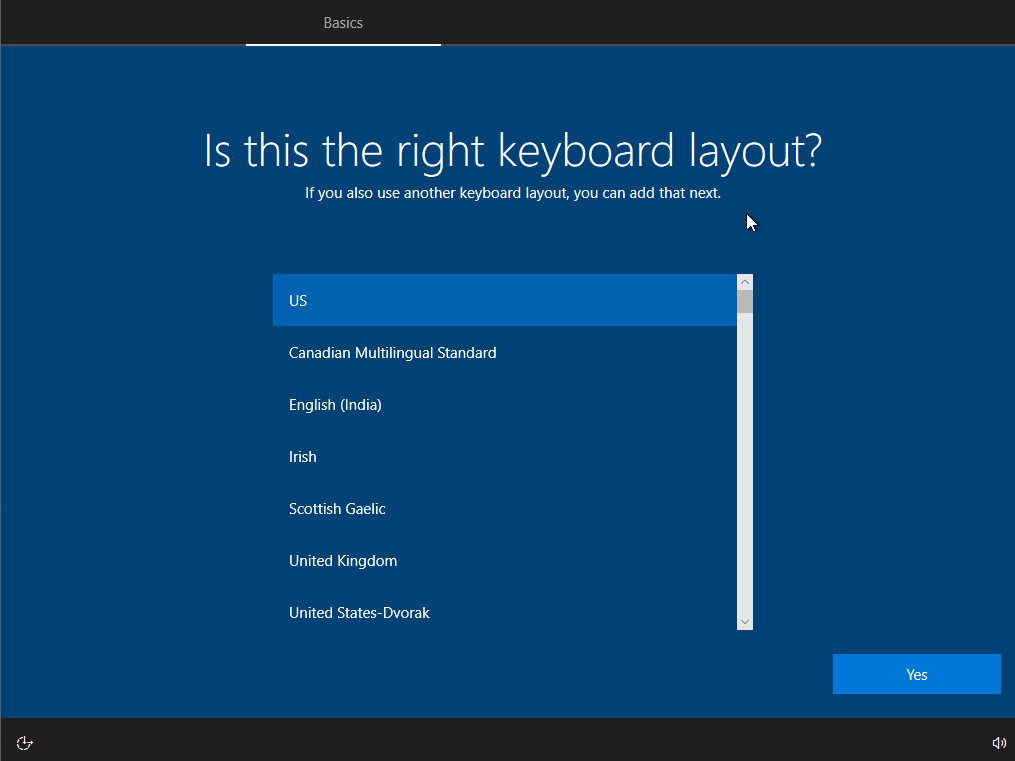 Basics
Is this the right keyboard layout?
If you also use another keyboard layout, you can add that next.
US
Canadian Multilingual Standard
English (India)
Irish
Scottish Gaelic
United Kingdom
United States-Dvorak
Yes